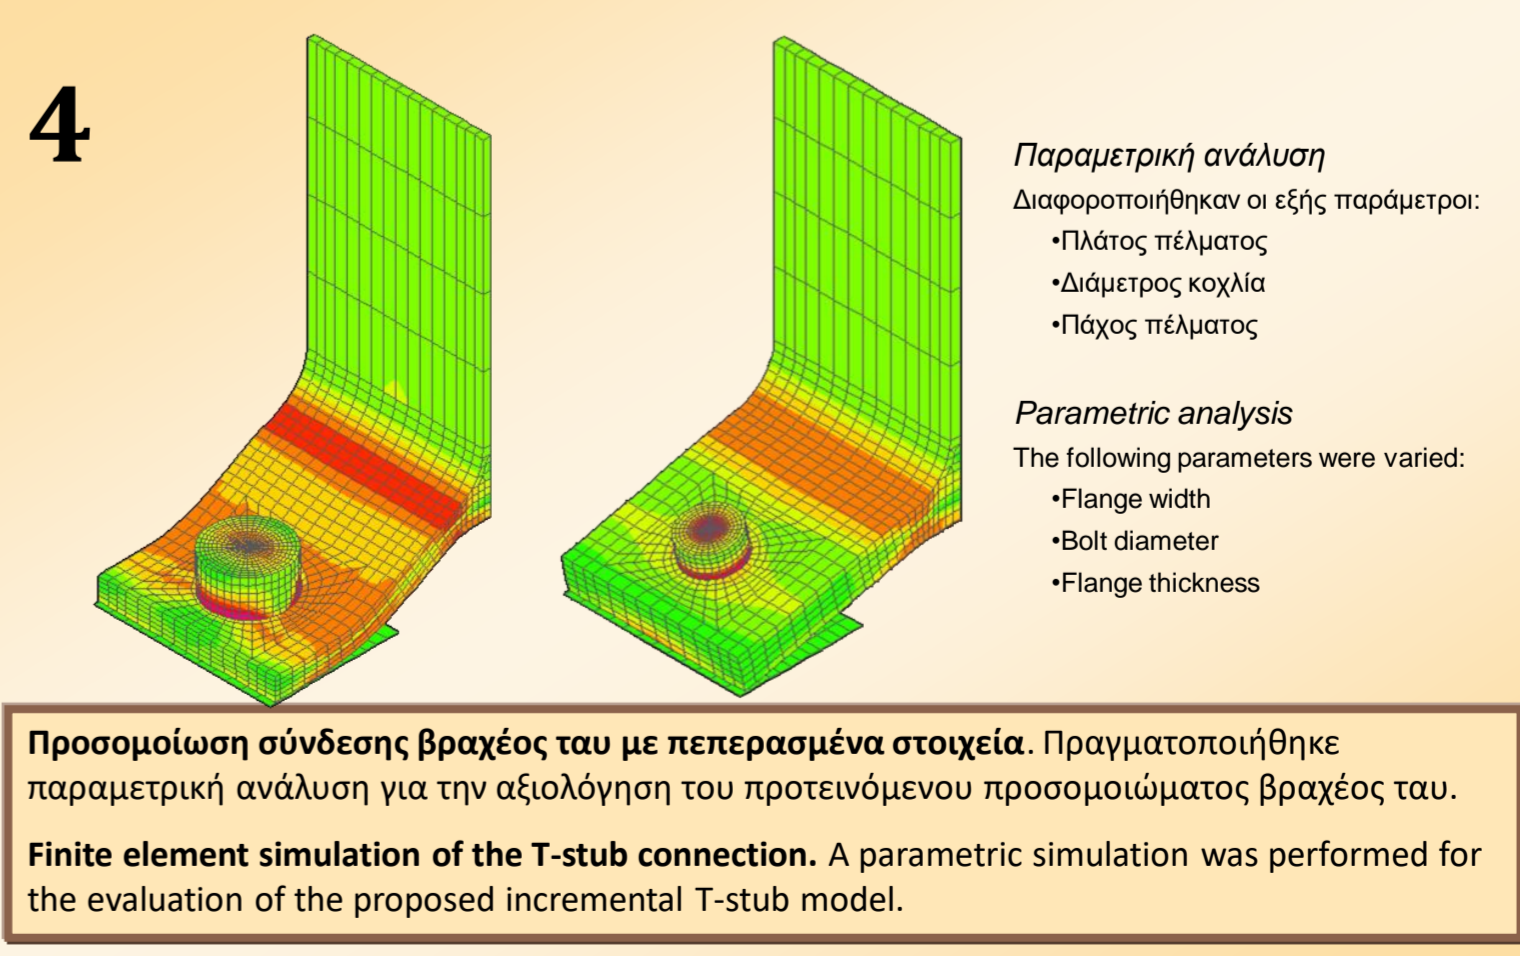 4
Παραμετρική ανάλυση
Διαφοροποιήθηκαν οι εξής παράμετροι:
•Πλάτος πέλματος
•Διάμετρος κοχλία
•Πάχος πέλματος
Parametric analysis
The following parameters were varied:
•Flange width
•Bolt diameter
•Flange thickness
Προσομοίωση σύνδεσης βραχέος ταυ με πεπερασμένα στοιχεία. Πραγματοποιήθηκε
παραμετρική ανάλυση για την αξιολόγηση του προτεινόμενου προσομοιώματος βραχέος ταυ.
Finite element simulation of the T-stub connection. A parametric simulation was performed for
the evaluation of the proposed incremental T-stub model.